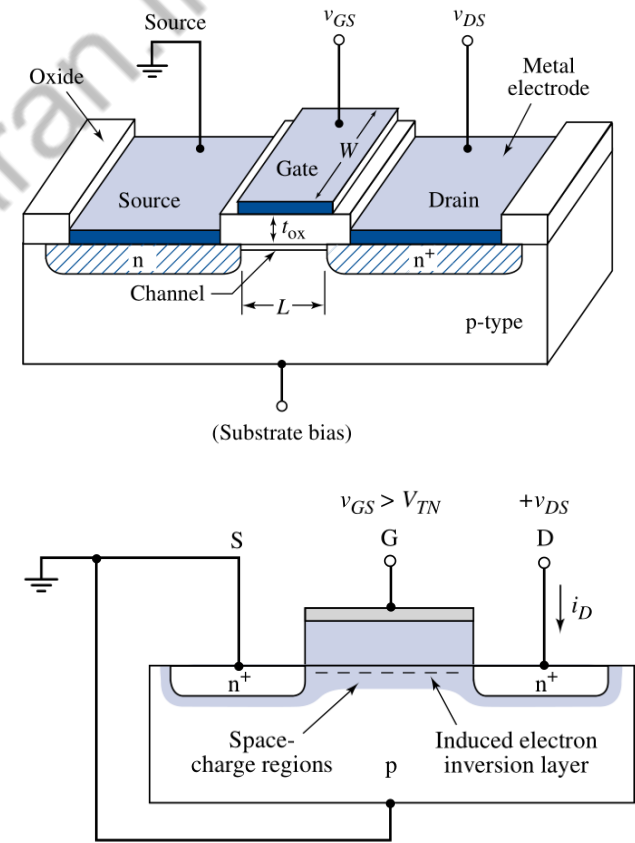 Source
v_GS
v_DS
Oxide
Metal
electrode
W
Gate
Source
Drain
t_ox
n
n⁺
Channel
L
p-type
(Substrate bias)
v_GS > V_TN
+v_DS
S
G
D
i_D
n⁺
n⁺
Space-
charge regions
Induced electron
inversion layer
p